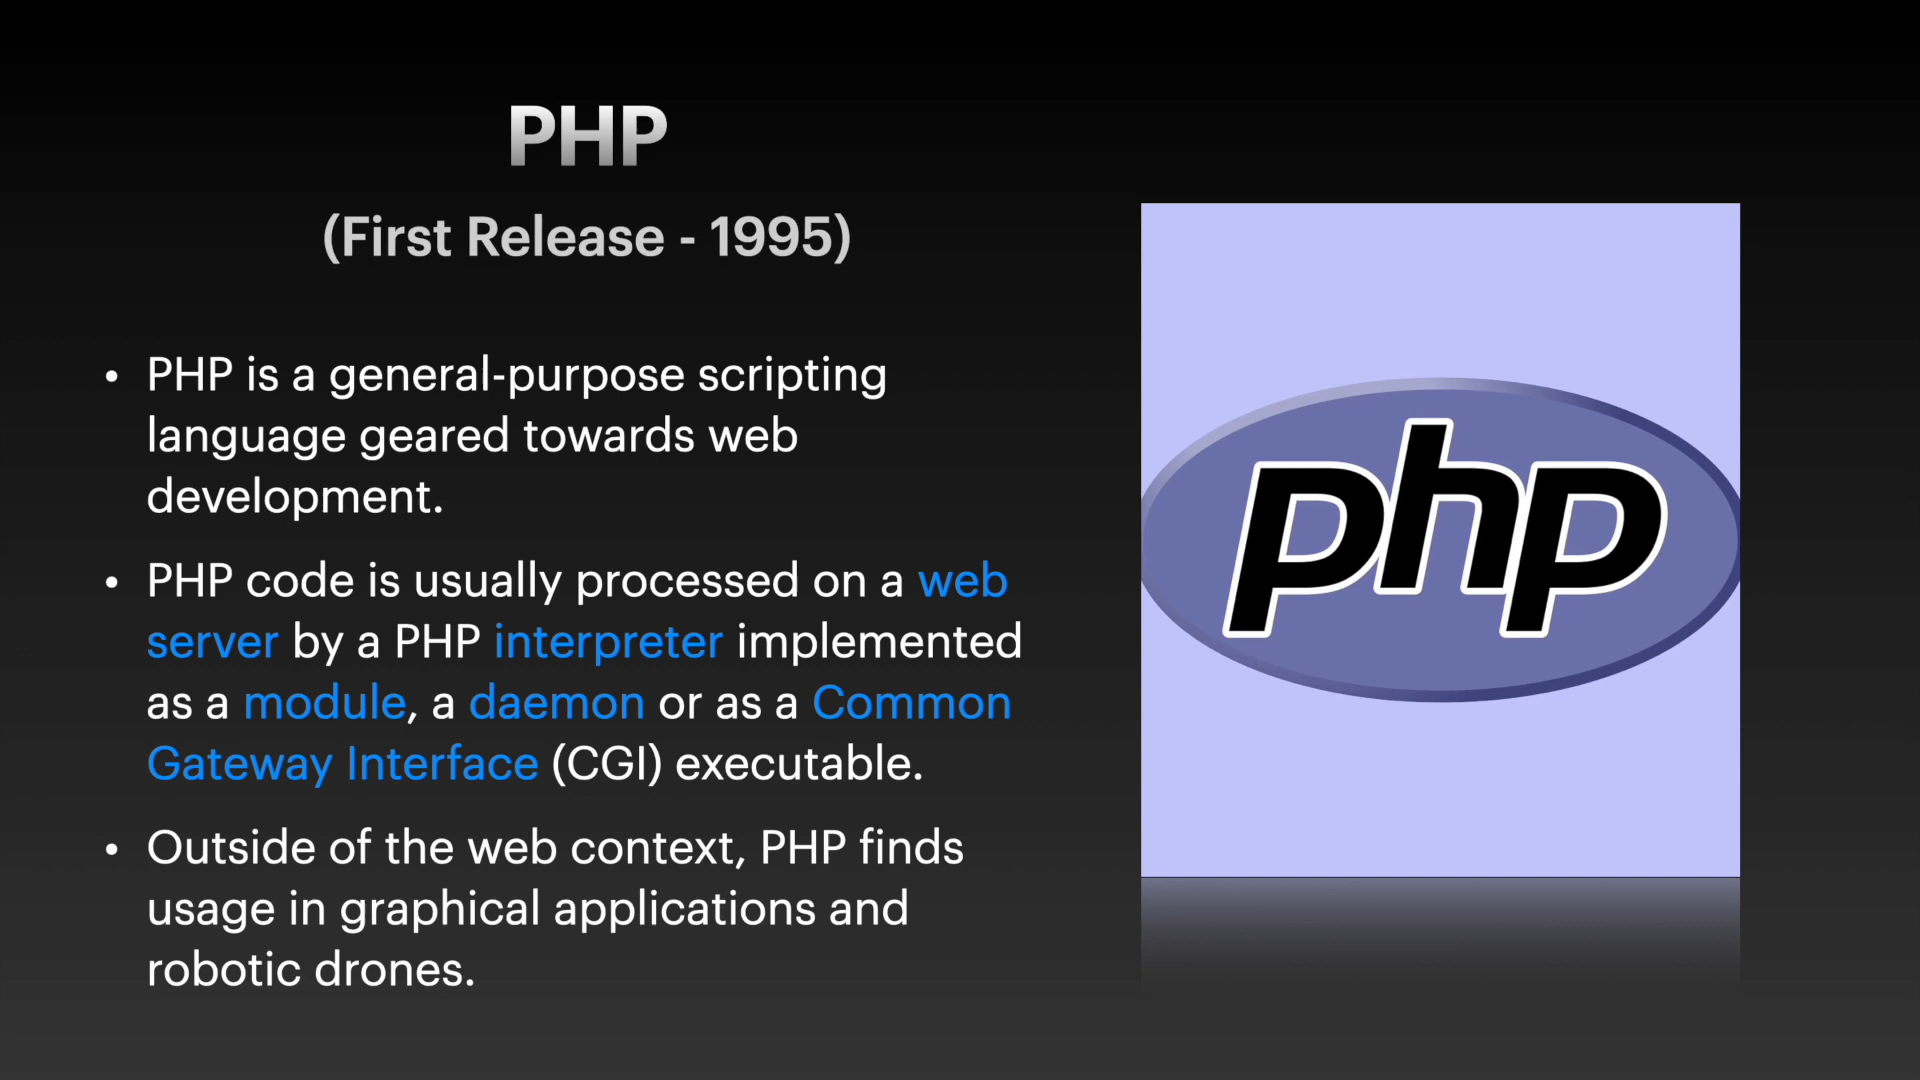 PHP
(First Release - 1995)
• PHP is a general-purpose scripting
language geared towards web
development.
• PHP code is usually processed on a web
server by a PHP interpreter implemented
as a module, a daemon or as a Common
Gateway Interface (CGI) executable.
• Outside of the web context, PHP finds
usage in graphical applications and
robotic drones.
php